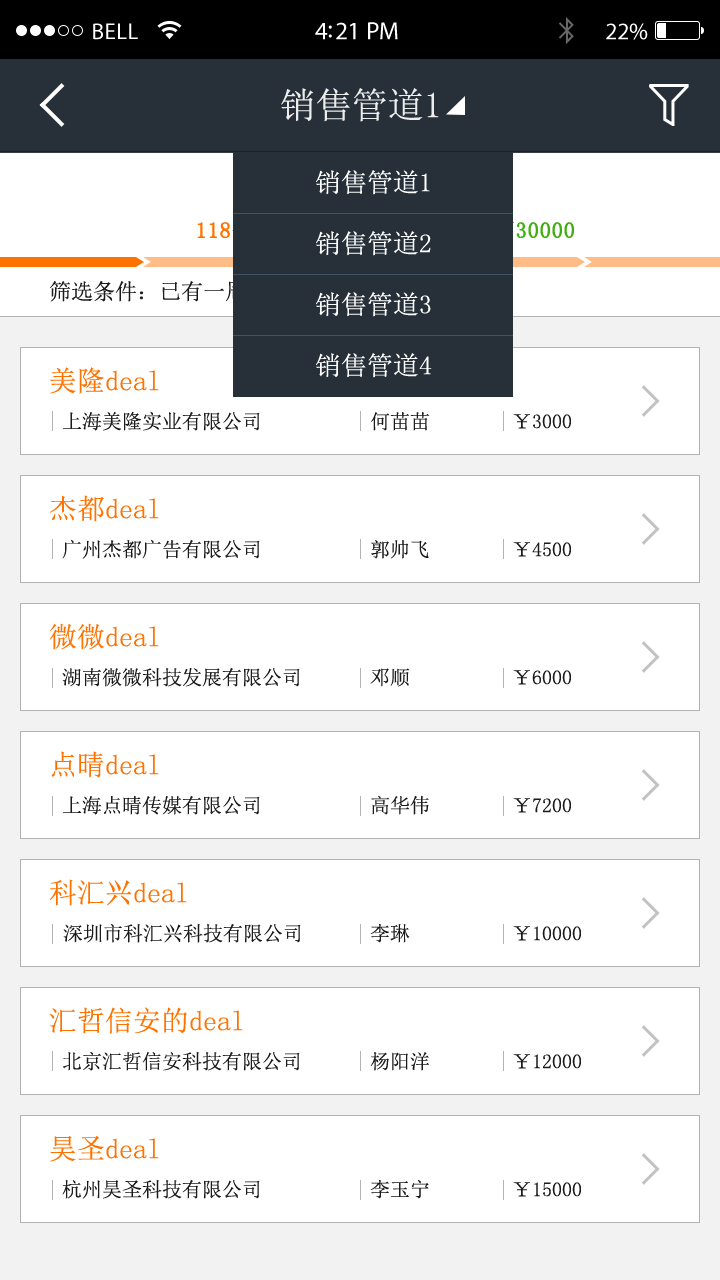 BELL 4:21 PM 22%
销售管道1
销售管道1
销售管道2
销售管道3
销售管道4
118 30000
筛选条件：已有一
美隆deal
上海美隆实业有限公司 何苗苗 ￥3000
杰都deal
广州杰都广告有限公司 郭帅飞 ￥4500
微微deal
湖南微微科技发展有限公司 邓顺 ￥6000
点晴deal
上海点晴传媒有限公司 高华伟 ￥7200
科汇兴deal
深圳市科汇兴科技有限公司 李琳 ￥10000
汇哲信安的deal
北京汇哲信安科技有限公司 杨阳洋 ￥12000
昊圣deal
杭州昊圣科技有限公司 李玉宁 ￥15000